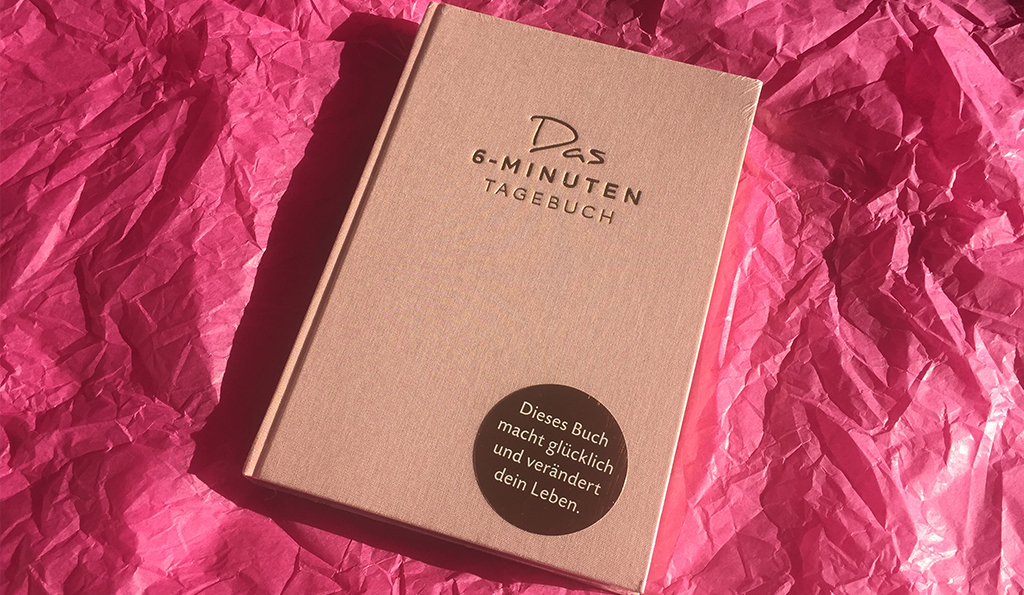 Das
6-MINUTEN
TAGEBUCH
Dieses Buch
macht glücklich
und verändert
dein Leben.